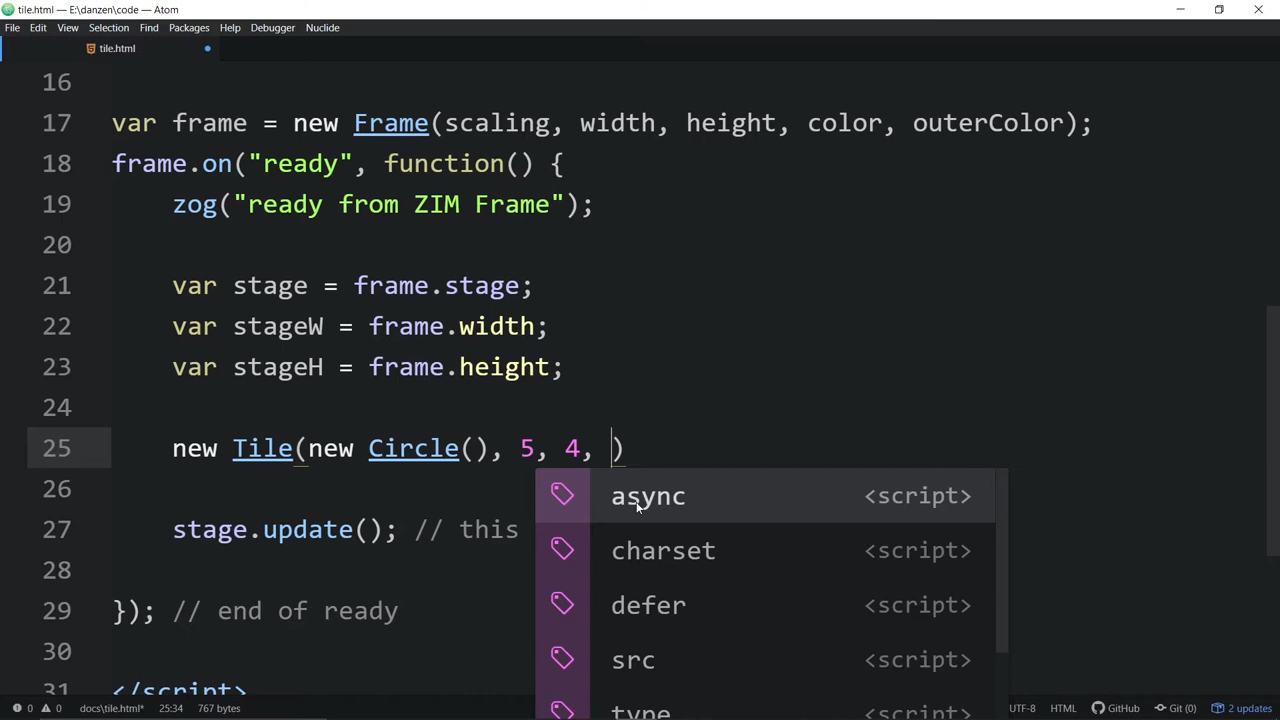 tile.html — E:\danzen\code — Atom
File Edit View Selection Find Packages Help Debugger Nuclide
tile.html
16
17 var frame = new Frame(scaling, width, height, color, outerColor);
18 frame.on("ready", function() {
19 zog("ready from ZIM Frame");
20
21 var stage = frame.stage;
22 var stageW = frame.width;
23 var stageH = frame.height;
24
25 new Tile(new Circle(), 5, 4, )
26
async <script>
27 stage.update(); // this
charset <script>
28
defer <script>
29 }); // end of ready
30
src <script>
31 </script>
type
0 0 docs\tile.html* 25:34 767 bytes UTF-8 HTML GitHub Git (0) 2 updates